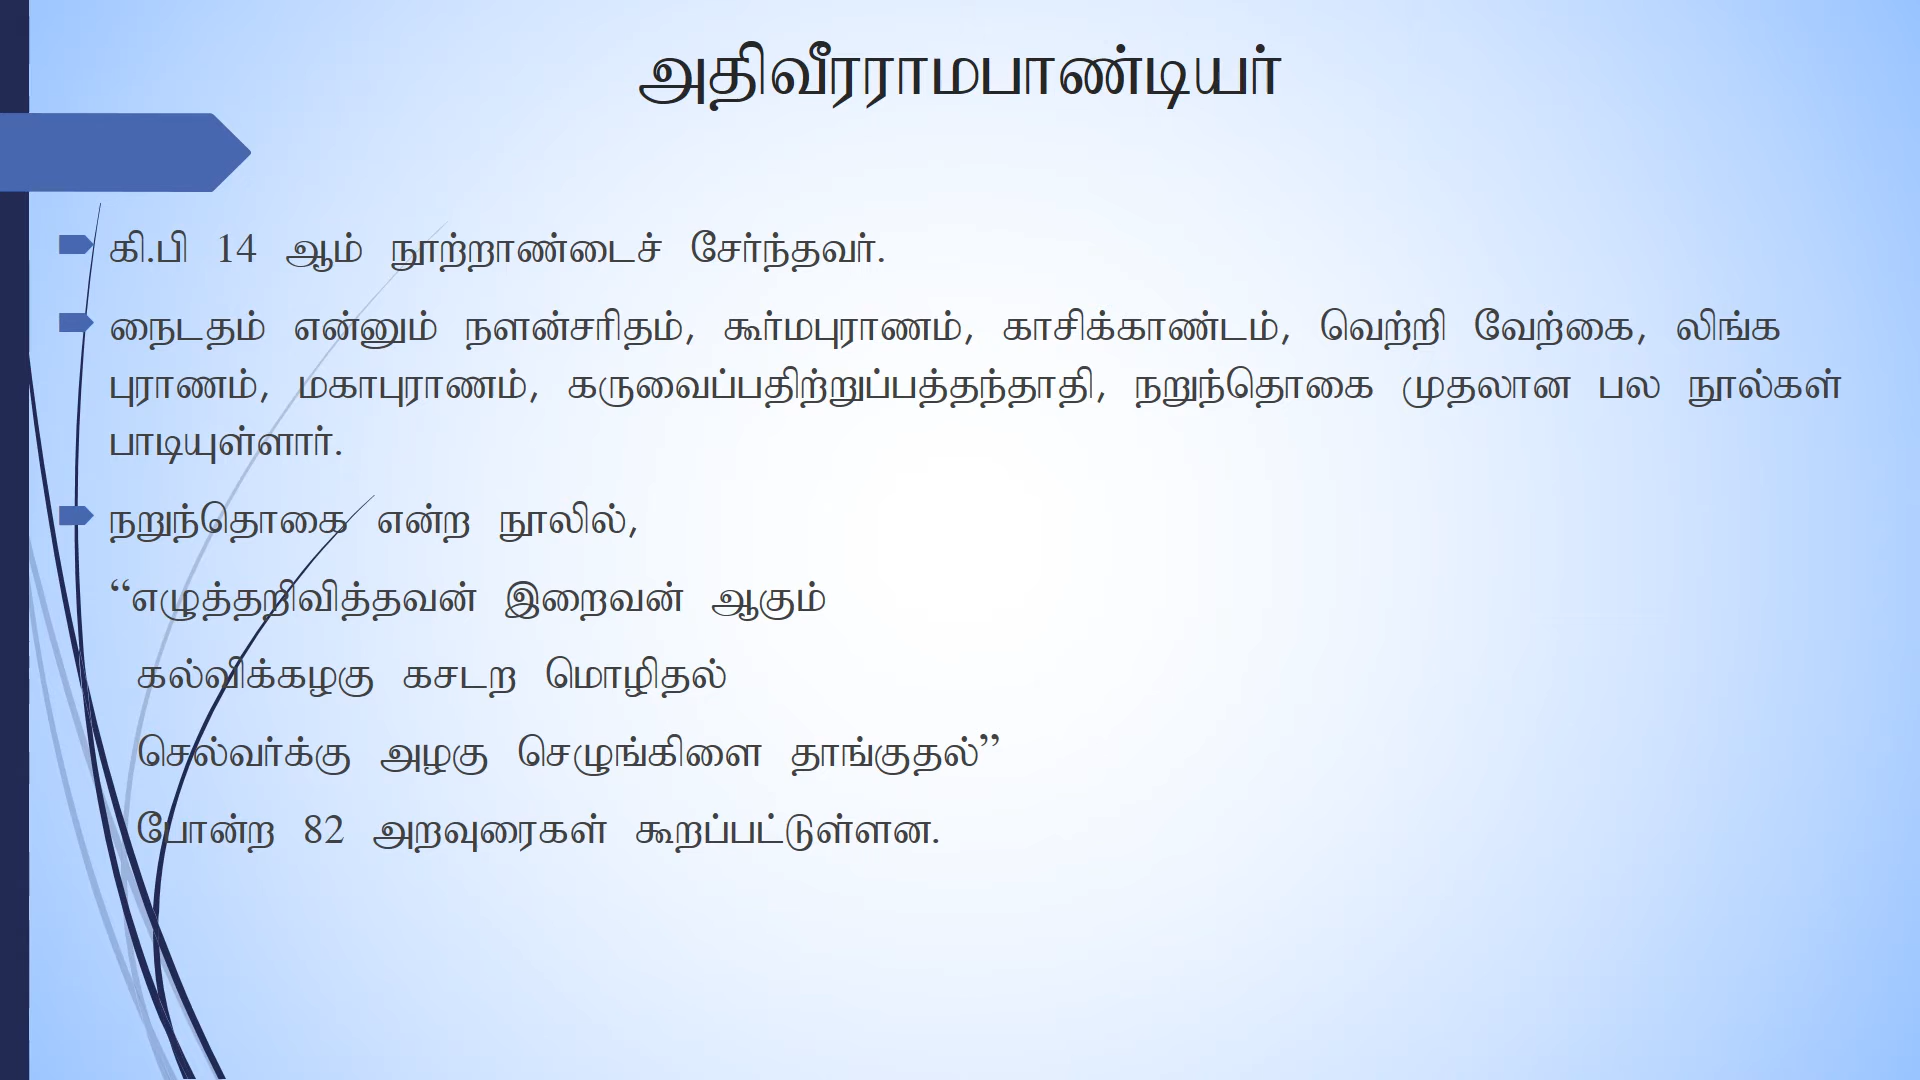 அதிவீரராமபாண்டியர்
கி.பி 14 ஆம் நூற்றாண்டைச் சேர்ந்தவர்.
நைடதம் என்னும் நளன்சரிதம், கூர்மபுராணம், காசிக்காண்டம், வெற்றி வேற்கை, லிங்க
புராணம், மகாபுராணம், கருவைப்பதிற்றுப்பத்தந்தாதி, நறுந்தொகை முதலான பல நூல்கள்
பாடியுள்ளார்.
நறுந்தொகை என்ற நூலில்,
“எழுத்தறிவித்தவன் இறைவன் ஆகும்
கல்விக்கழகு கசடற மொழிதல்
செல்வர்க்கு அழகு செழுங்கிளை தாங்குதல்”
போன்ற 82 அறவுரைகள் கூறப்பட்டுள்ளன.